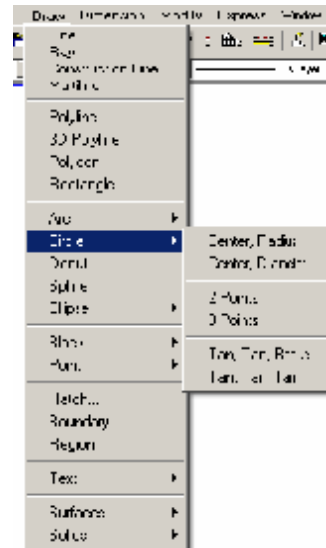 Draw Dimension Modify Express Window
Line
Ray
Construction Line
Multiline
Polyline
3D Polyline
Polygon
Rectangle
Arc
Circle
Donut
Spline
Ellipse
Block
Point
Hatch...
Boundary
Region
Text
Surfaces
Solids
Center, Radius
Center, Diameter
2 Points
3 Points
Tan, Tan, Radius
Tan, Tan, Tan